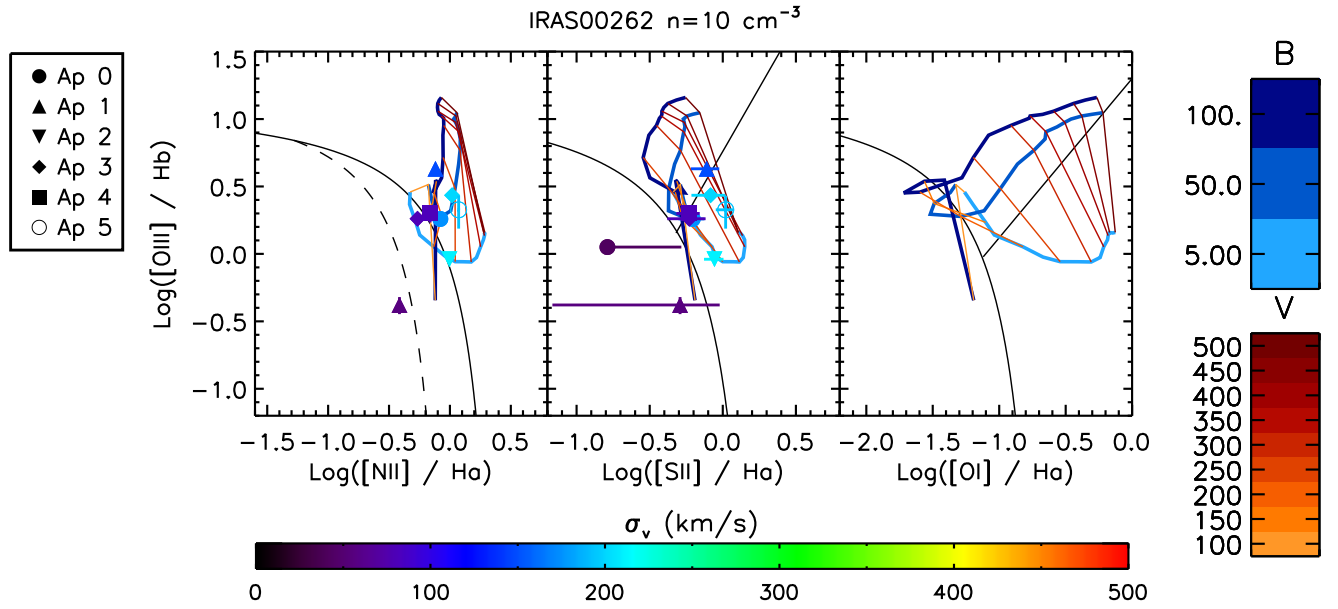 IRAS00262 n=10 cm⁻³
Ap 0
Ap 1
Ap 2
Ap 3
Ap 4
Ap 5
Log([OIII] / Hb)
1.5
1.0
0.5
0.0
−0.5
−1.0
−1.5 −1.0 −0.5 0.0 0.5
Log([NII] / Ha)
−1.0 −0.5 0.0 0.5
Log([SII] / Ha)
−2.0 −1.5 −1.0 −0.5 0.0
Log([OI] / Ha)
B
100.
50.0
5.00
V
500
450
400
350
300
250
200
150
100
σᵥ (km/s)
0 100 200 300 400 500